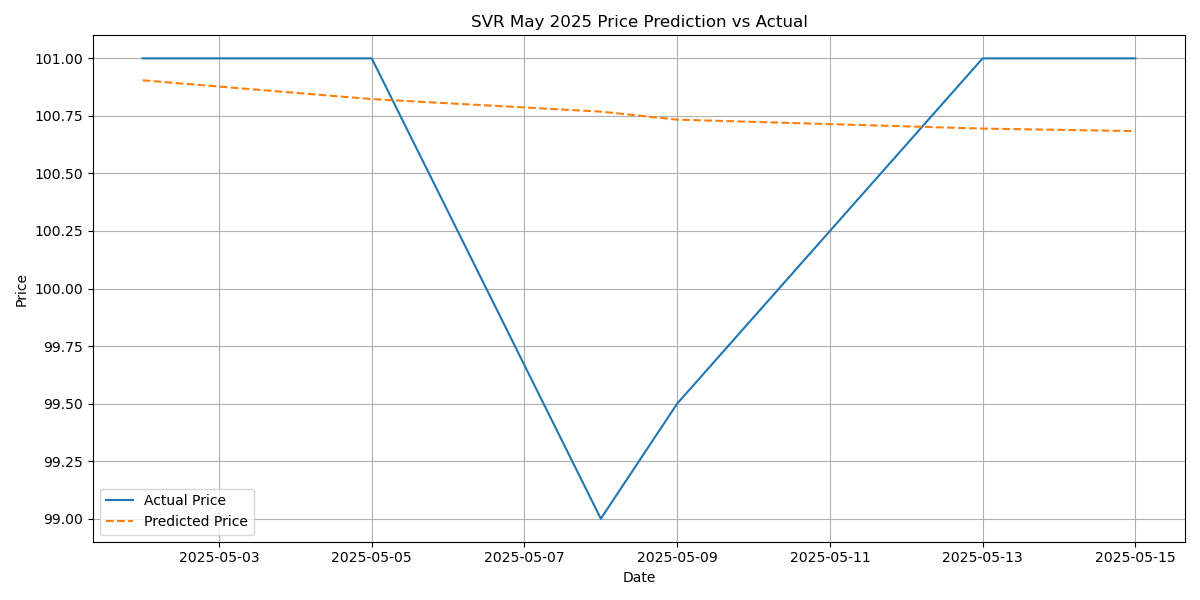 SVR May 2025 Price Prediction vs Actual
Price
101.00
100.75
100.50
100.25
100.00
99.75
99.50
99.25
99.00
Actual Price
Predicted Price
2025-05-03 2025-05-05 2025-05-07 2025-05-09 2025-05-11 2025-05-13 2025-05-15
Date